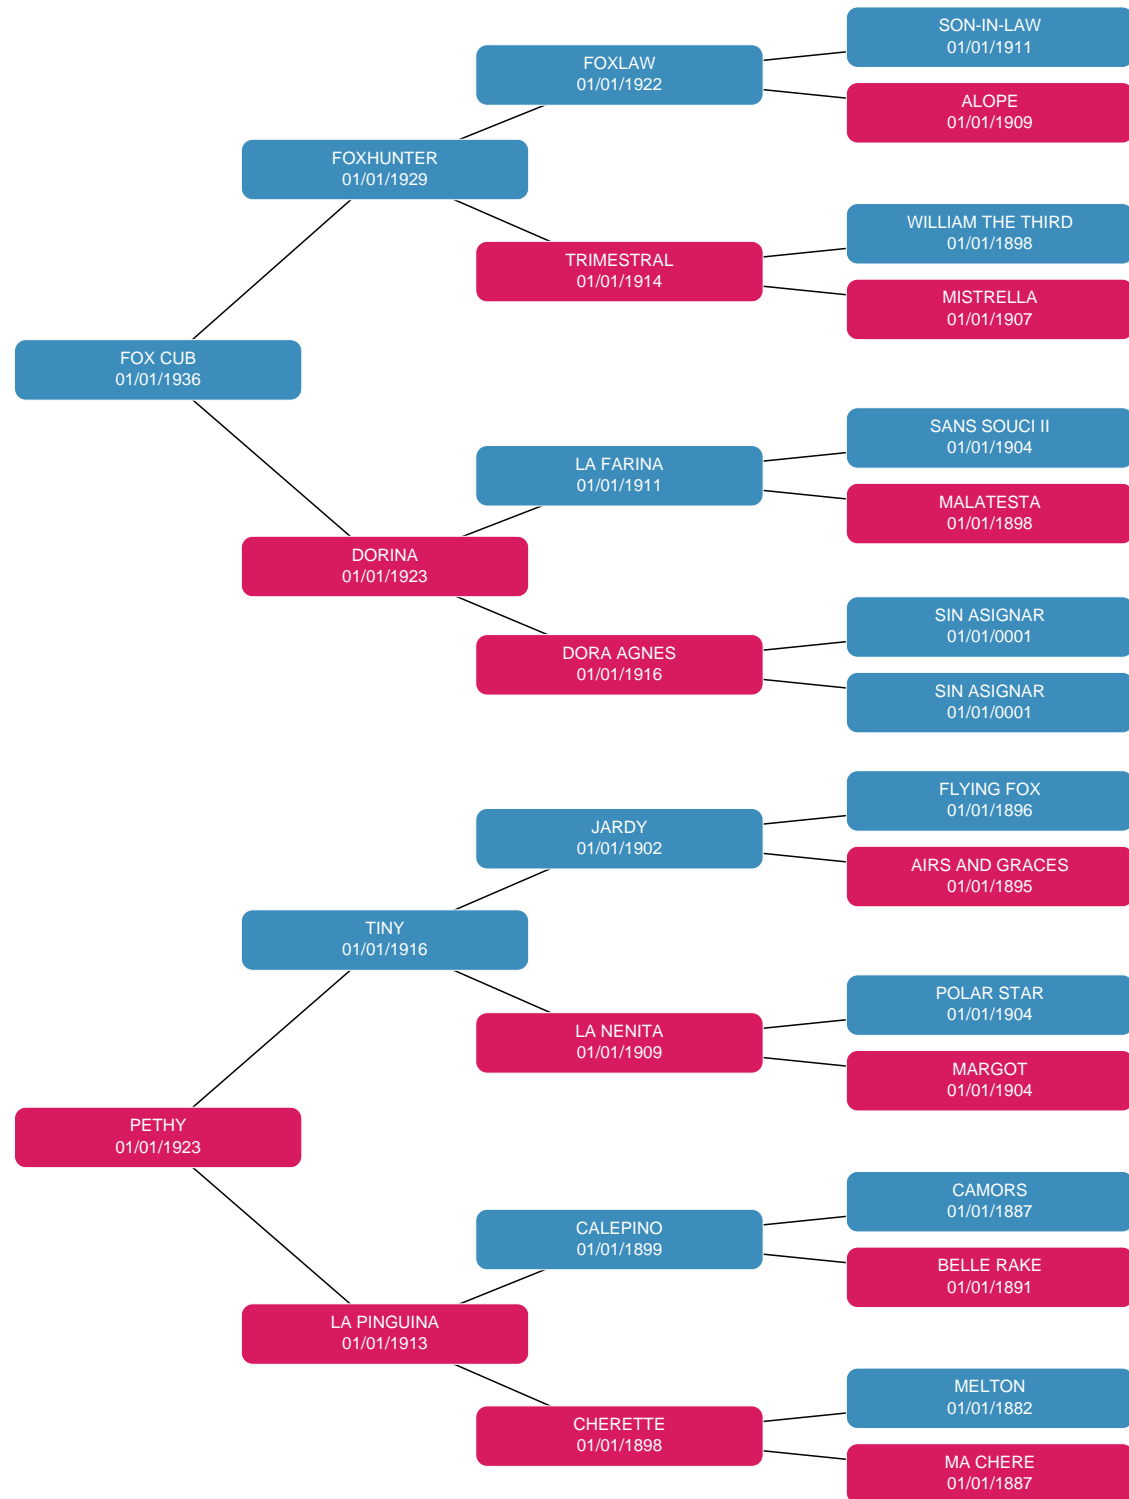 SON-IN-LAW
01/01/1911
FOXLAW
01/01/1922
ALOPE
01/01/1909
FOXHUNTER
01/01/1929
WILLIAM THE THIRD
01/01/1898
TRIMESTRAL
01/01/1914
MISTRELLA
01/01/1907
FOX CUB
01/01/1936
SANS SOUCI II
01/01/1904
LA FARINA
01/01/1911
MALATESTA
01/01/1898
DORINA
01/01/1923
SIN ASIGNAR
01/01/0001
DORA AGNES
01/01/1916
SIN ASIGNAR
01/01/0001
FLYING FOX
01/01/1896
JARDY
01/01/1902
AIRS AND GRACES
01/01/1895
TINY
01/01/1916
POLAR STAR
01/01/1904
LA NENITA
01/01/1909
MARGOT
01/01/1904
PETHY
01/01/1923
CAMORS
01/01/1887
CALEPINO
01/01/1899
BELLE RAKE
01/01/1891
LA PINGUINA
01/01/1913
MELTON
01/01/1882
CHERETTE
01/01/1898
MA CHERE
01/01/1887